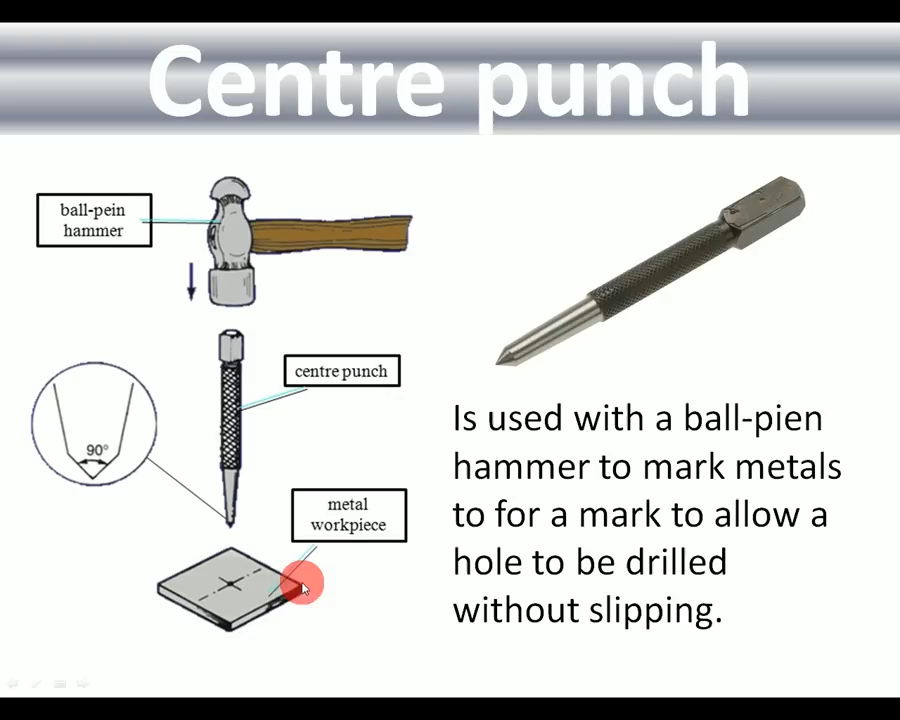 Centre punch
ball-pein
hammer
centre punch
90°
metal
workpiece
Is used with a ball-pien
hammer to mark metals
to for a mark to allow a
hole to be drilled
without slipping.